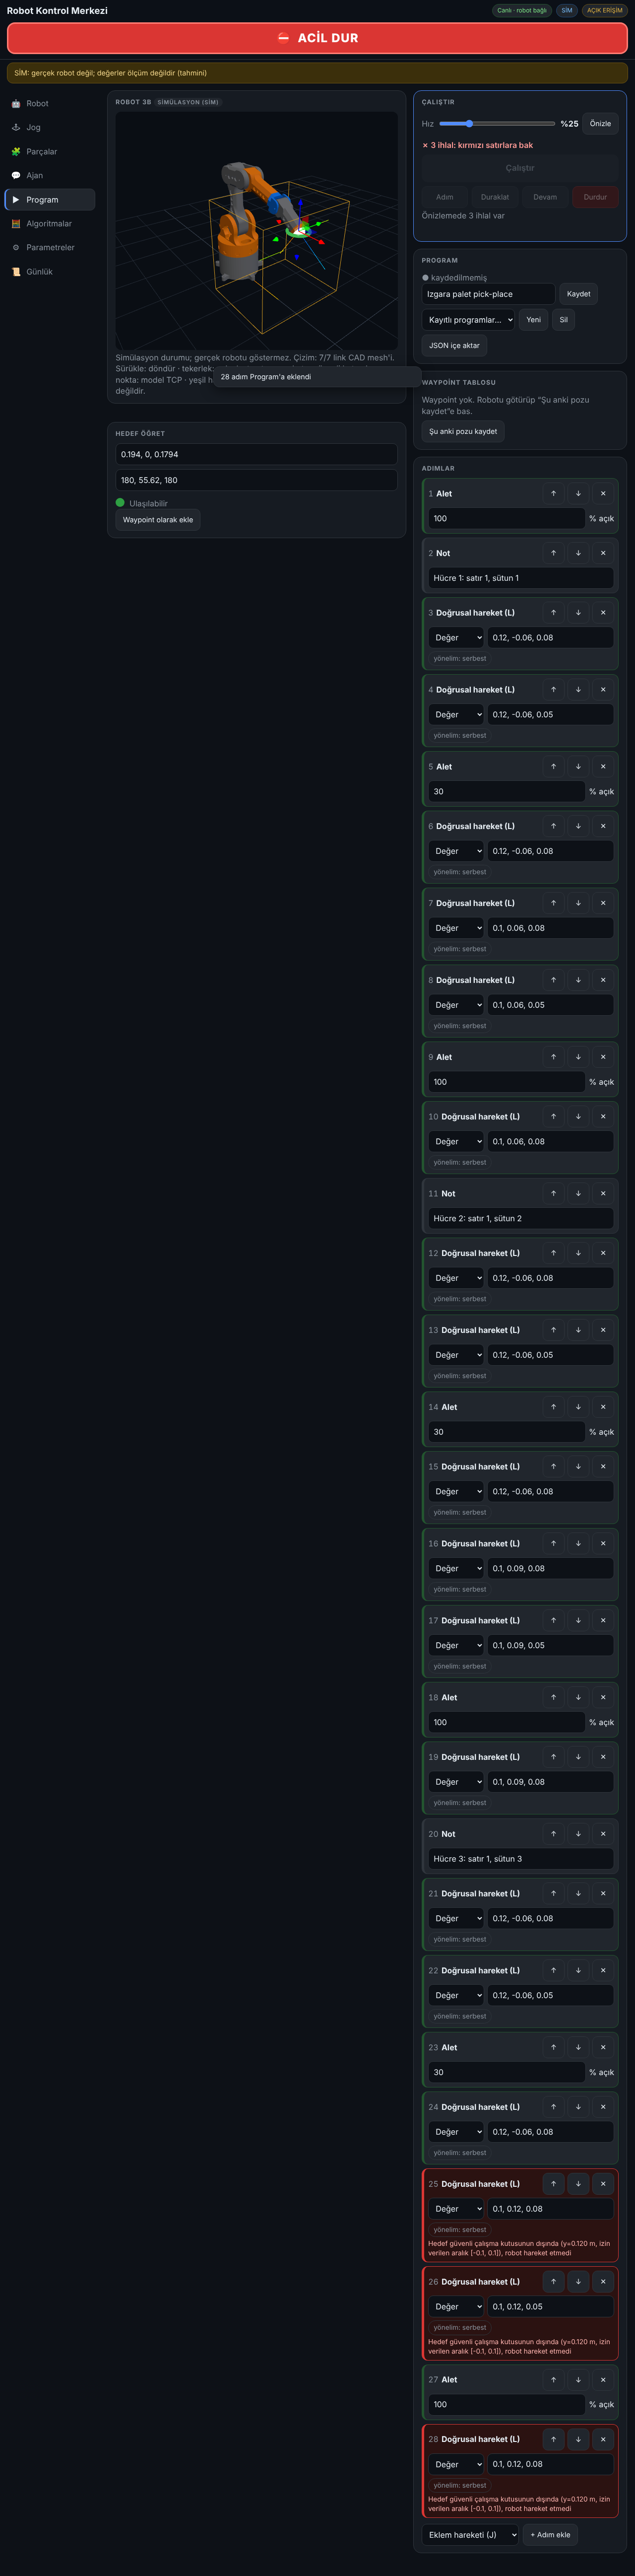 Robot Kontrol Merkezi
Canlı · robot bağlı
SİM
AÇIK ERİŞİM
⛔ ACİL DUR
SİM: gerçek robot değil; değerler ölçüm değildir (tahmini)
Robot
Jog
Parçalar
Ajan
Program
Algoritmalar
Parametreler
Günlük
ROBOT 3B SİMÜLASYON (SİM)
Simülasyon durumu; gerçek robotu göstermez. Çizim: 7/7 link CAD mesh'i.
Sürükle: döndür · tekerlek:
nokta: model TCP · yeşil h
değildir.
28 adım Program'a eklendi
HEDEF ÖĞRET
0.194, 0, 0.1794
180, 55.62, 180
Ulaşılabilir
Waypoint olarak ekle
ÇALIŞTIR
Hız
%25
Önizle
✕ 3 ihlal: kırmızı satırlara bak
Çalıştır
Adım
Duraklat
Devam
Durdur
Önizlemede 3 ihlal var
PROGRAM
● kaydedilmemiş
Izgara palet pick-place
Kaydet
Kayıtlı programlar...
Yeni
Sil
JSON içe aktar
WAYPOINT TABLOSU
Waypoint yok. Robotu götürüp "Şu anki pozu
kaydet"e bas.
Şu anki pozu kaydet
ADIMLAR
1 Alet ↑ ↓ ✕
100 % açık
2 Not ↑ ↓ ✕
Hücre 1: satır 1, sütun 1
3 Doğrusal hareket (L) ↑ ↓ ✕
Değer 0.12, -0.06, 0.08
yönelim: serbest
4 Doğrusal hareket (L) ↑ ↓ ✕
Değer 0.12, -0.06, 0.05
yönelim: serbest
5 Alet ↑ ↓ ✕
30 % açık
6 Doğrusal hareket (L) ↑ ↓ ✕
Değer 0.12, -0.06, 0.08
yönelim: serbest
7 Doğrusal hareket (L) ↑ ↓ ✕
Değer 0.1, 0.06, 0.08
yönelim: serbest
8 Doğrusal hareket (L) ↑ ↓ ✕
Değer 0.1, 0.06, 0.05
yönelim: serbest
9 Alet ↑ ↓ ✕
100 % açık
10 Doğrusal hareket (L) ↑ ↓ ✕
Değer 0.1, 0.06, 0.08
yönelim: serbest
11 Not ↑ ↓ ✕
Hücre 2: satır 1, sütun 2
12 Doğrusal hareket (L) ↑ ↓ ✕
Değer 0.12, -0.06, 0.08
yönelim: serbest
13 Doğrusal hareket (L) ↑ ↓ ✕
Değer 0.12, -0.06, 0.05
yönelim: serbest
14 Alet ↑ ↓ ✕
30 % açık
15 Doğrusal hareket (L) ↑ ↓ ✕
Değer 0.12, -0.06, 0.08
yönelim: serbest
16 Doğrusal hareket (L) ↑ ↓ ✕
Değer 0.1, 0.09, 0.08
yönelim: serbest
17 Doğrusal hareket (L) ↑ ↓ ✕
Değer 0.1, 0.09, 0.05
yönelim: serbest
18 Alet ↑ ↓ ✕
100 % açık
19 Doğrusal hareket (L) ↑ ↓ ✕
Değer 0.1, 0.09, 0.08
yönelim: serbest
20 Not ↑ ↓ ✕
Hücre 3: satır 1, sütun 3
21 Doğrusal hareket (L) ↑ ↓ ✕
Değer 0.12, -0.06, 0.08
yönelim: serbest
22 Doğrusal hareket (L) ↑ ↓ ✕
Değer 0.12, -0.06, 0.05
yönelim: serbest
23 Alet ↑ ↓ ✕
30 % açık
24 Doğrusal hareket (L) ↑ ↓ ✕
Değer 0.12, -0.06, 0.08
yönelim: serbest
25 Doğrusal hareket (L) ↑ ↓ ✕
Değer 0.1, 0.12, 0.08
yönelim: serbest
Hedef güvenli çalışma kutusunun dışında (y=0.120 m, izin
verilen aralık [-0.1, 0.1]), robot hareket etmedi
26 Doğrusal hareket (L) ↑ ↓ ✕
Değer 0.1, 0.12, 0.05
yönelim: serbest
Hedef güvenli çalışma kutusunun dışında (y=0.120 m, izin
verilen aralık [-0.1, 0.1]), robot hareket etmedi
27 Alet ↑ ↓ ✕
100 % açık
28 Doğrusal hareket (L) ↑ ↓ ✕
Değer 0.1, 0.12, 0.08
yönelim: serbest
Hedef güvenli çalışma kutusunun dışında (y=0.120 m, izin
verilen aralık [-0.1, 0.1]), robot hareket etmedi
Eklem hareketi (J)
+ Adım ekle